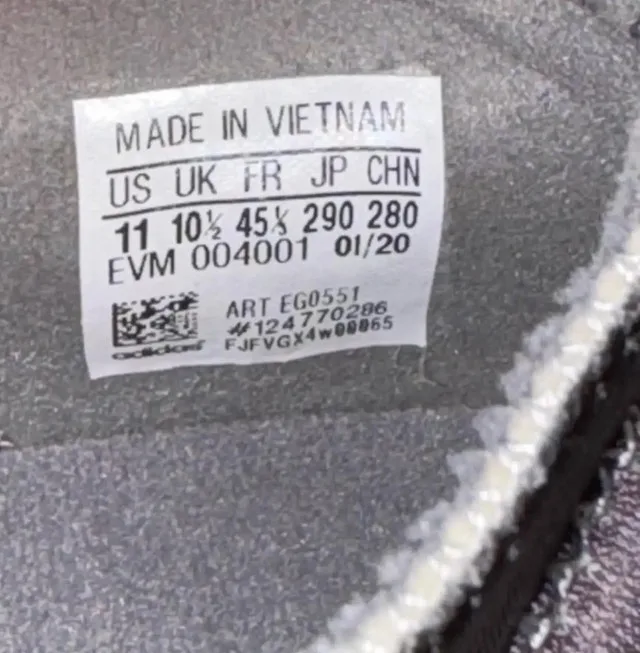 MADE IN VIETNAM
US UK FR JP CHN
11 10½ 45⅓ 290 280
EVM 004001 01/20
ART EG0551
#124770286
FJFVGX4w00065
adidas